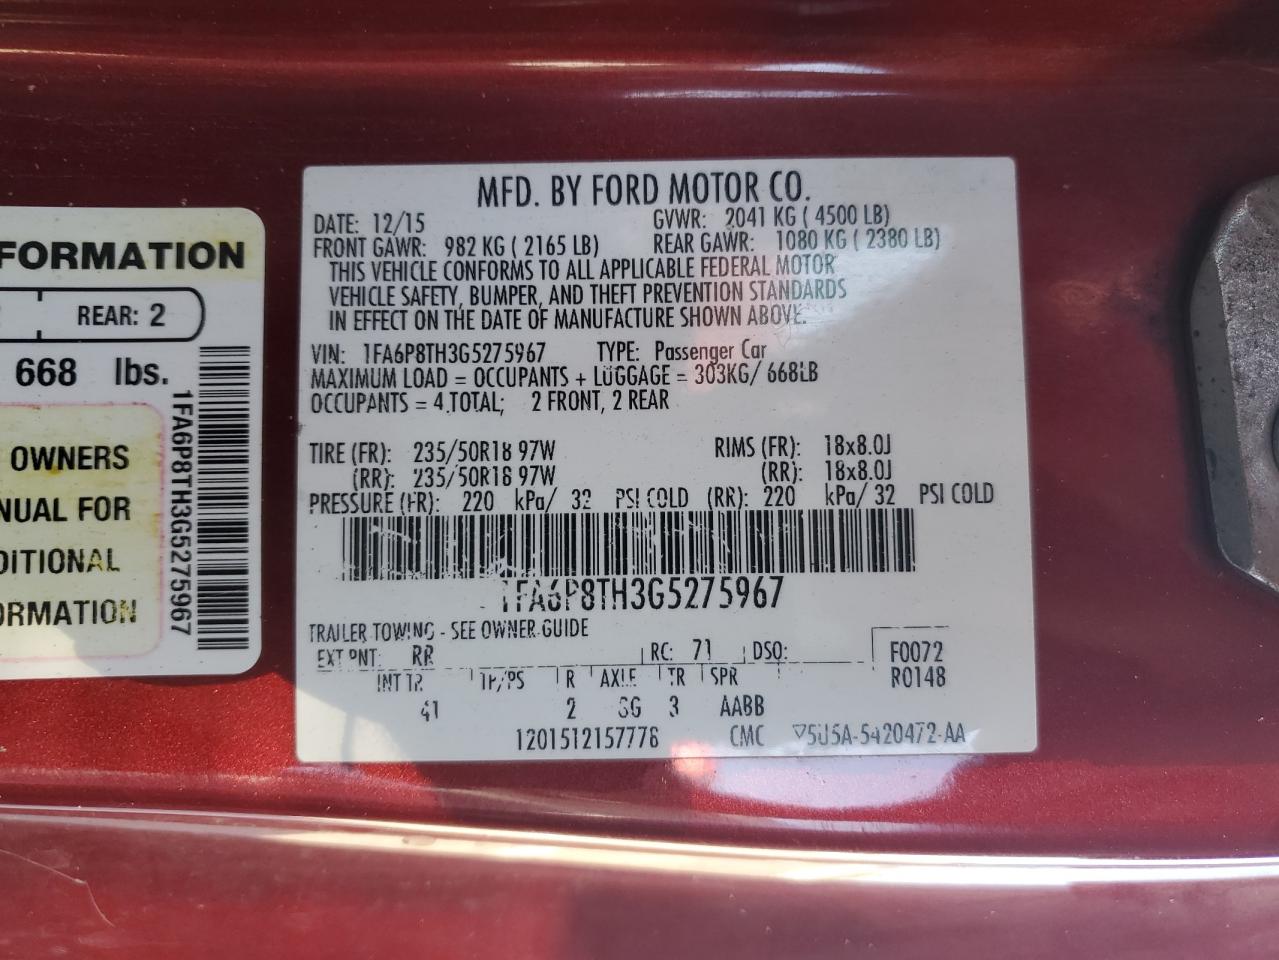 FORMATION
REAR: 2
668 lbs.
OWNERS
NUAL FOR
DITIONAL
ORMATION
1FA6P8TH3G5275967
MFD. BY FORD MOTOR CO.
DATE: 12/15 GVWR: 2041 KG ( 4500 LB)
FRONT GAWR: 982 KG ( 2165 LB) REAR GAWR: 1080 KG ( 2380 LB)
THIS VEHICLE CONFORMS TO ALL APPLICABLE FEDERAL MOTOR
VEHICLE SAFETY, BUMPER, AND THEFT PREVENTION STANDARDS
IN EFFECT ON THE DATE OF MANUFACTURE SHOWN ABOVE.
VIN: 1FA6P8TH3G5275967 TYPE: Passenger Car
MAXIMUM LOAD = OCCUPANTS + LUGGAGE = 303KG/ 668LB
OCCUPANTS = 4 TOTAL; 2 FRONT, 2 REAR
TIRE (FR): 235/50R18 97W RIMS (FR): 18x8.0J
(RR): 235/50R18 97W (RR): 18x8.0J
PRESSURE (FR): 220 kPa/ 32 PSI COLD (RR): 220 kPa/ 32 PSI COLD
1FA6P8TH3G5275967
TRAILER TOWING - SEE OWNER GUIDE
EXT PNT: RR RC: 71 DSO: F0072
INT TR TP/PS R AXLE TR SPR R0148
41 2 SG 3 AABB
1201512157778 CMC 5U5A-5420472-AA